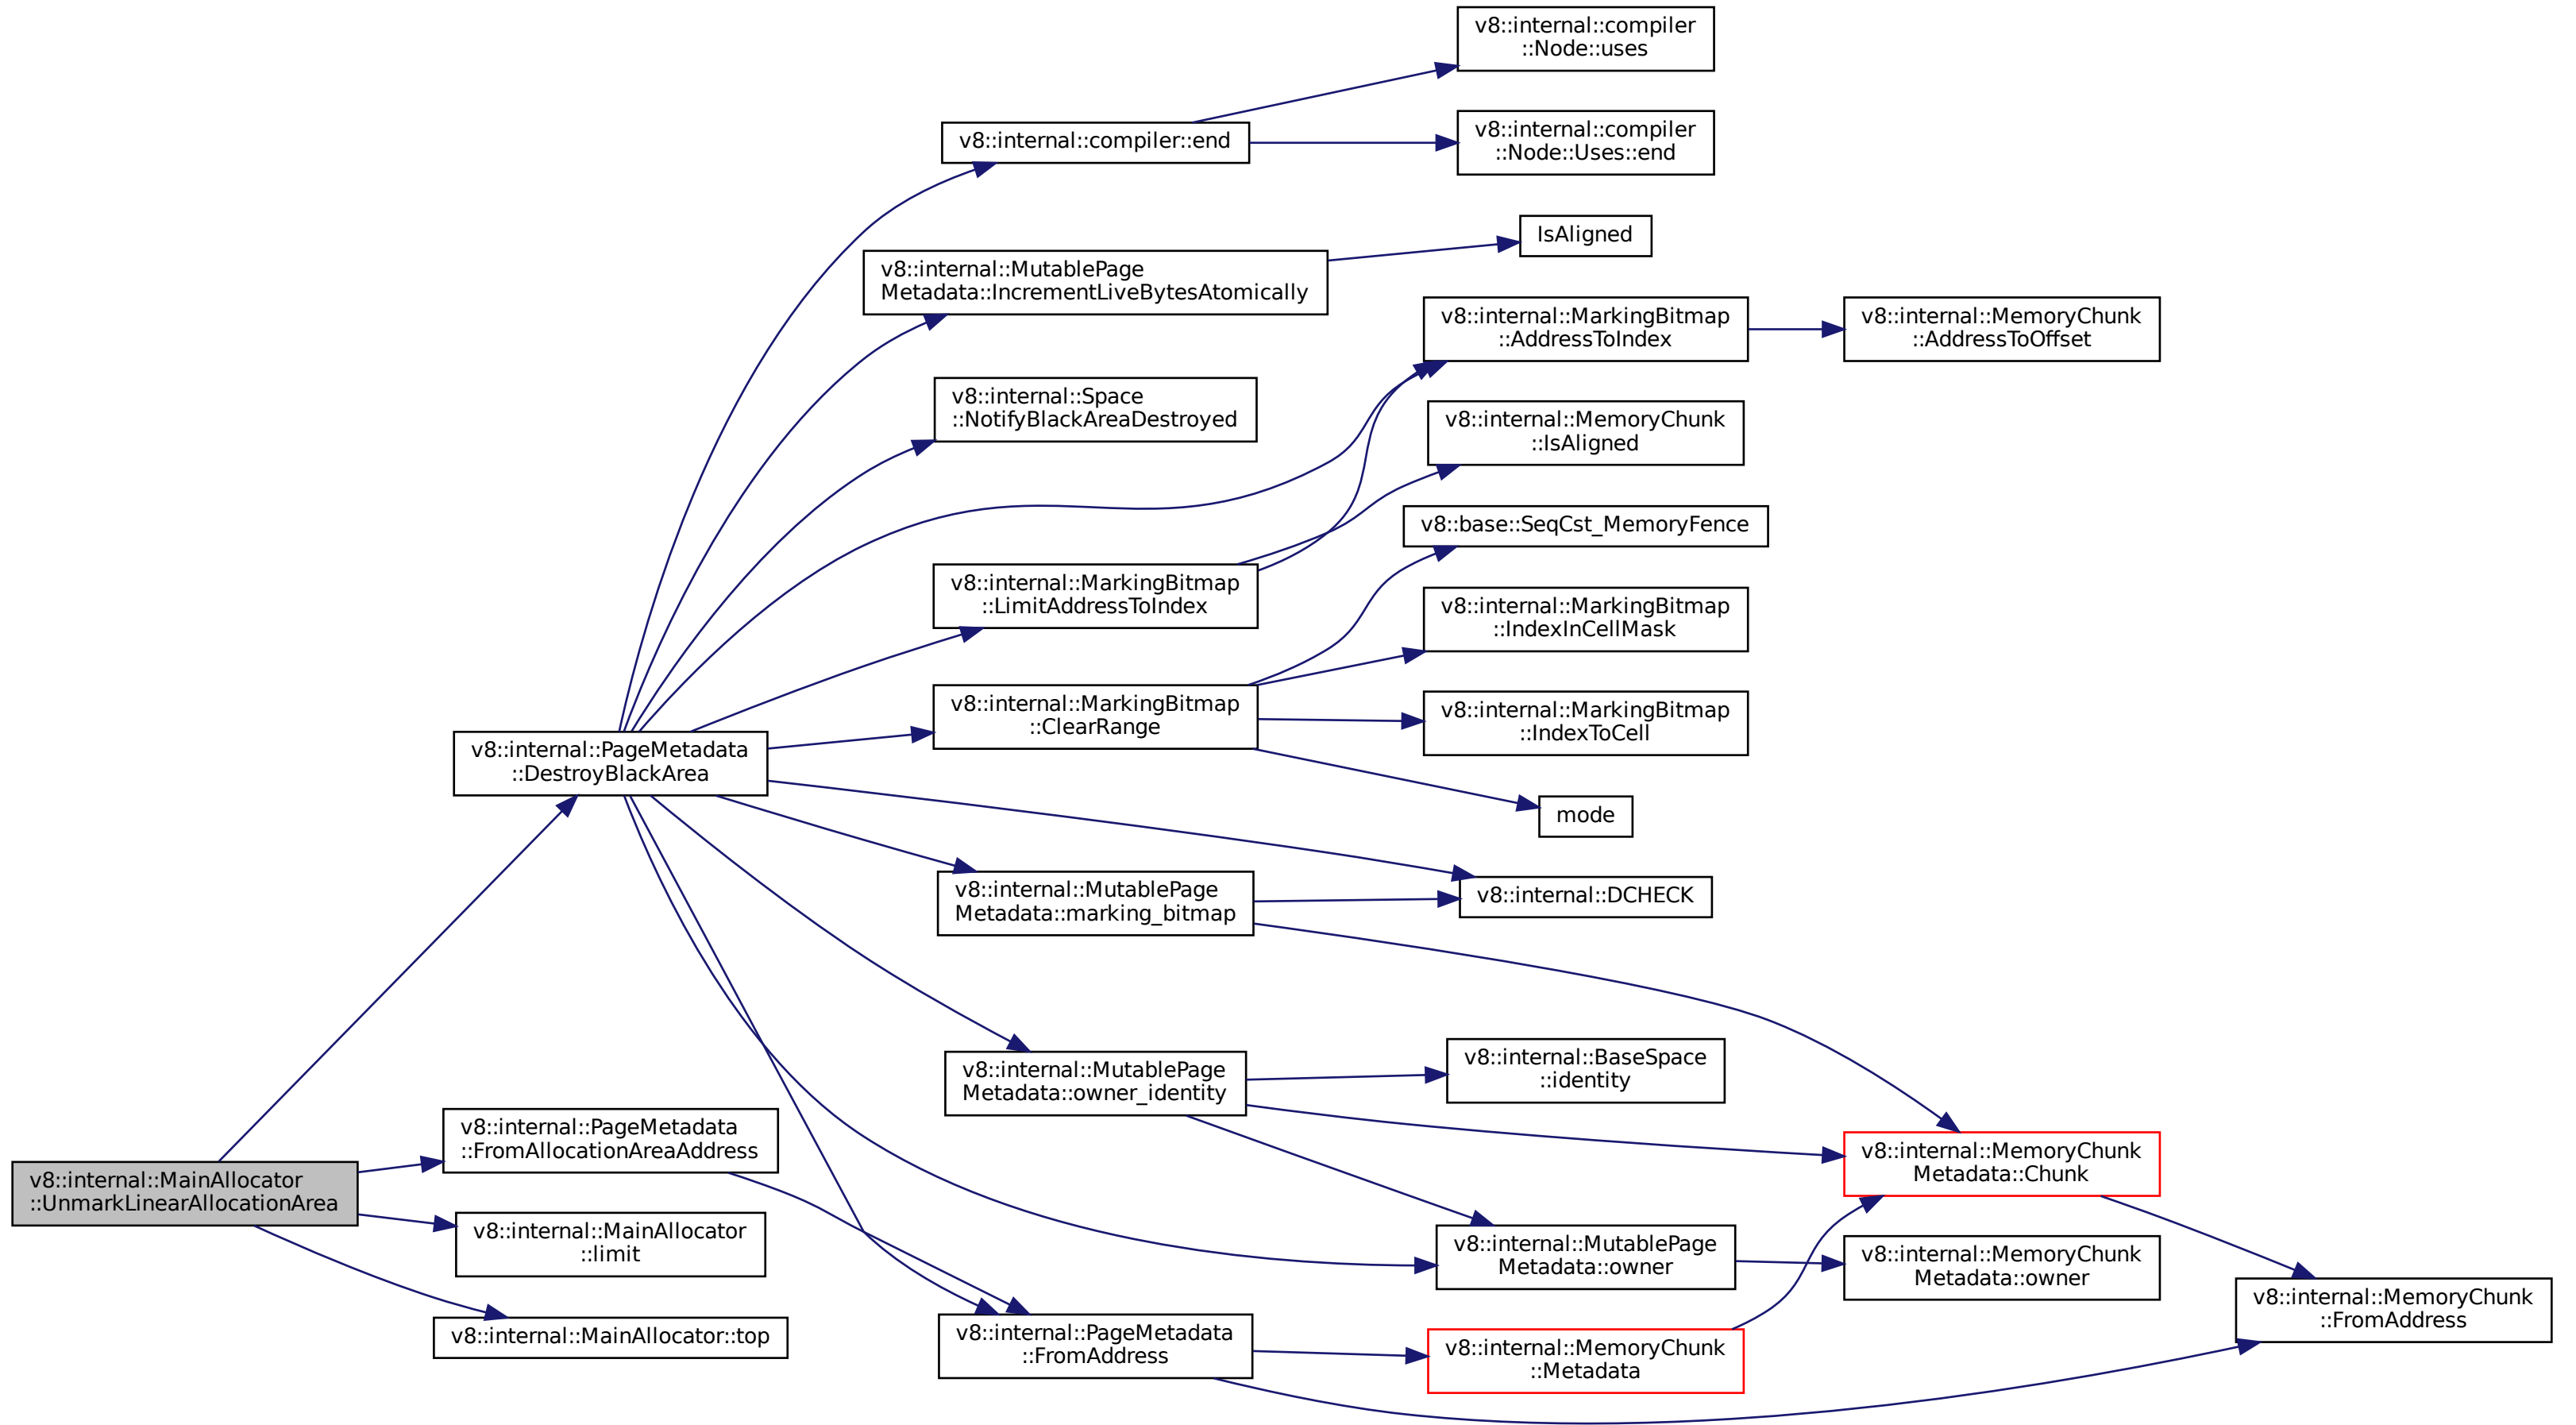 v8::internal::MainAllocator
::UnmarkLinearAllocationArea
v8::internal::PageMetadata
::DestroyBlackArea
v8::internal::PageMetadata
::FromAllocationAreaAddress
v8::internal::MainAllocator
::limit
v8::internal::MainAllocator::top
v8::internal::compiler::end
v8::internal::MutablePage
Metadata::IncrementLiveBytesAtomically
v8::internal::Space
::NotifyBlackAreaDestroyed
v8::internal::MarkingBitmap
::LimitAddressToIndex
v8::internal::MarkingBitmap
::ClearRange
v8::internal::MutablePage
Metadata::marking_bitmap
v8::internal::MutablePage
Metadata::owner_identity
v8::internal::PageMetadata
::FromAddress
v8::internal::compiler
::Node::uses
v8::internal::compiler
::Node::Uses::end
IsAligned
v8::internal::MarkingBitmap
::AddressToIndex
v8::internal::MemoryChunk
::IsAligned
v8::base::SeqCst_MemoryFence
v8::internal::MarkingBitmap
::IndexInCellMask
v8::internal::MarkingBitmap
::IndexToCell
mode
v8::internal::DCHECK
v8::internal::BaseSpace
::identity
v8::internal::MutablePage
Metadata::owner
v8::internal::MemoryChunk
::Metadata
v8::internal::MemoryChunk
::AddressToOffset
v8::internal::MemoryChunk
Metadata::Chunk
v8::internal::MemoryChunk
Metadata::owner
v8::internal::MemoryChunk
::FromAddress